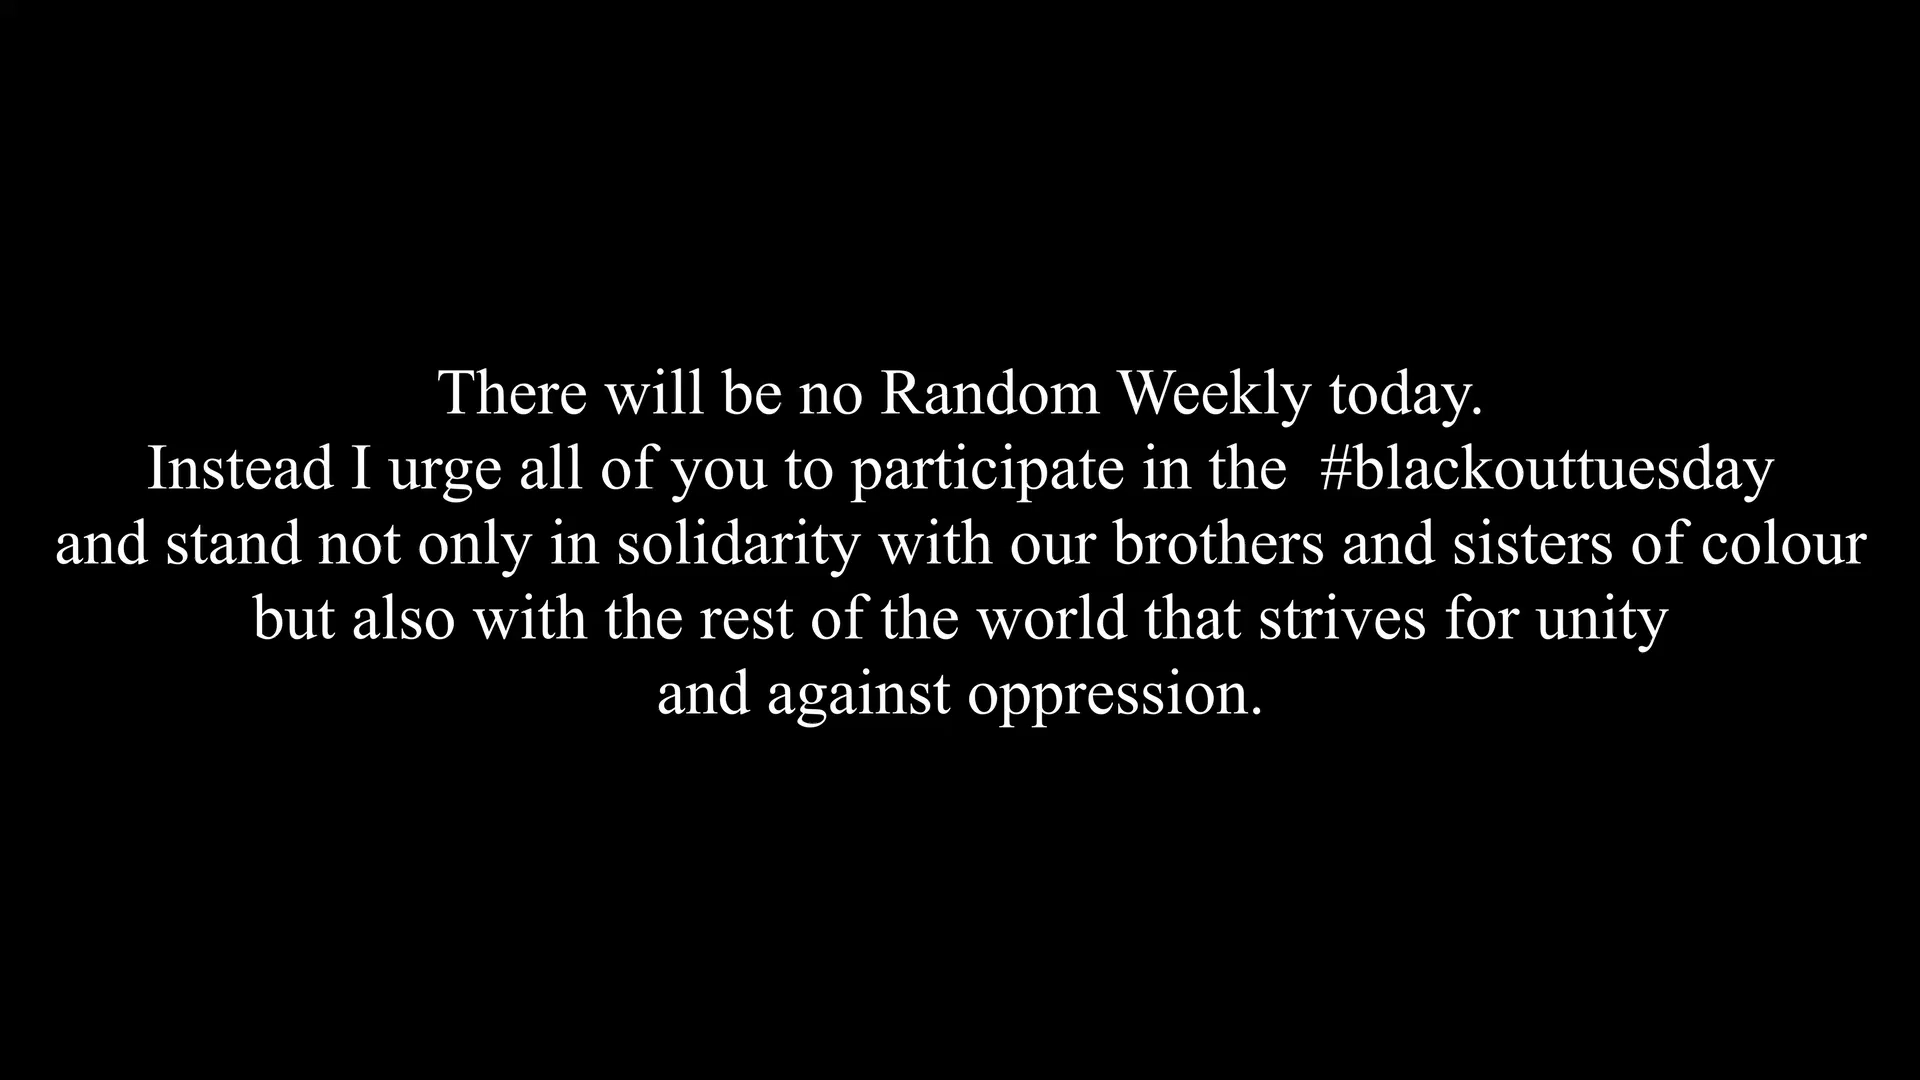 There will be no Random Weekly today.
Instead I urge all of you to participate in the  #blackouttuesday
and stand not only in solidarity with our brothers and sisters of colour
but also with the rest of the world that strives for unity
and against oppression.